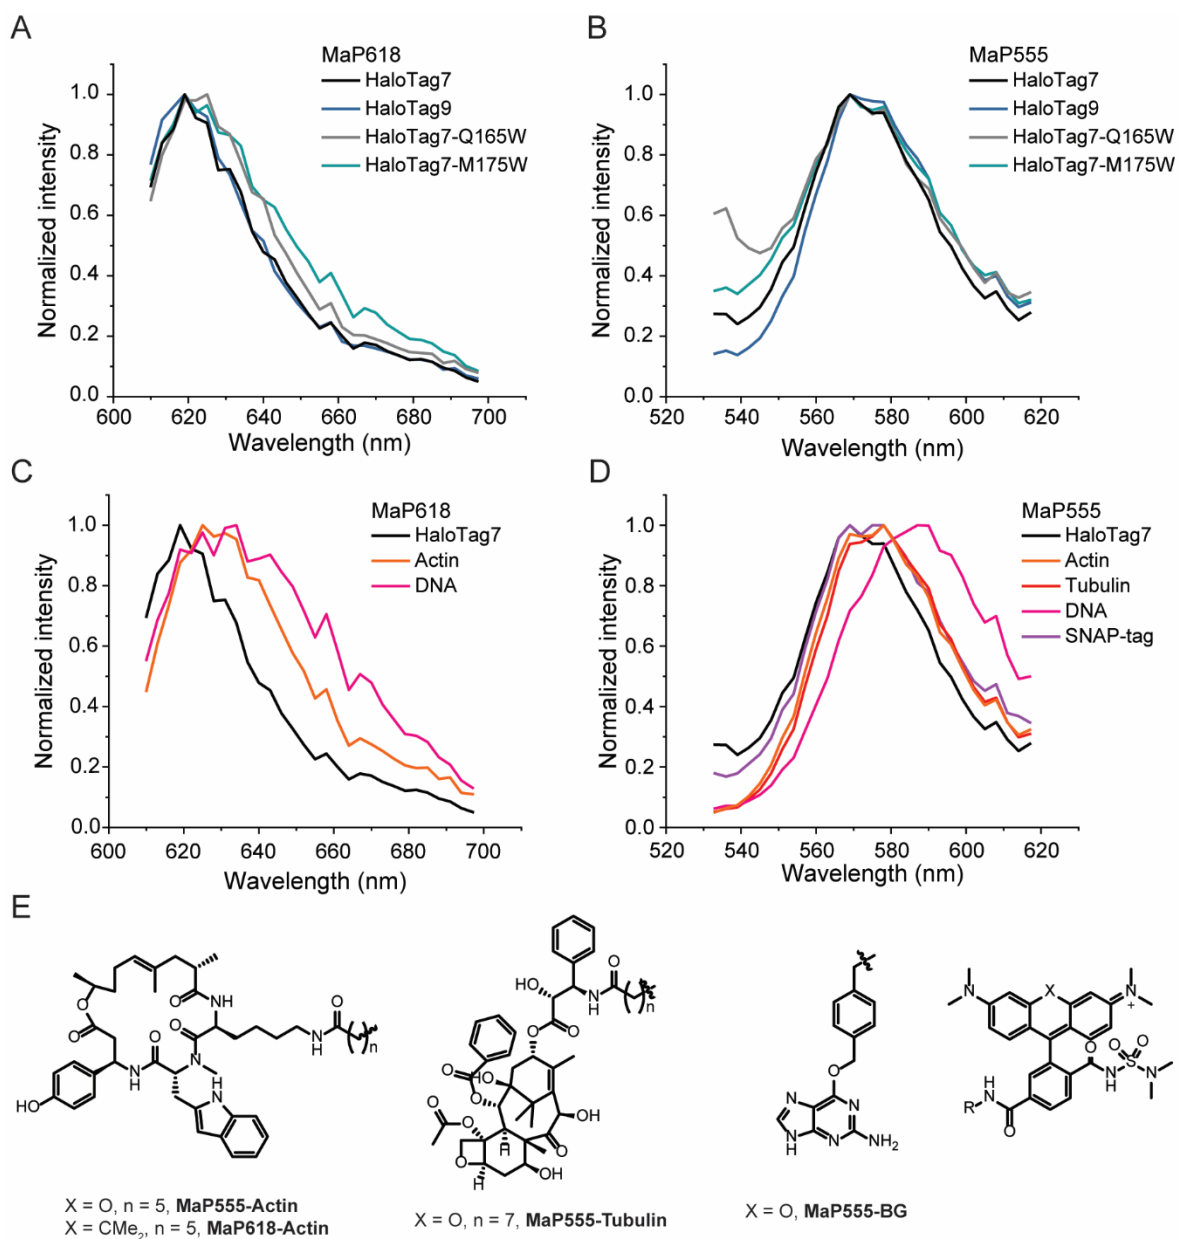 A
MaP618
HaloTag7
HaloTag9
HaloTag7-Q165W
HaloTag7-M175W
Normalized intensity
1.0
0.8
0.6
0.4
0.2
0.0
600 620 640 660 680 700
Wavelength (nm)
B
MaP555
HaloTag7
HaloTag9
HaloTag7-Q165W
HaloTag7-M175W
Normalized intensity
1.0
0.8
0.6
0.4
0.2
0.0
520 540 560 580 600 620
Wavelength (nm)
C
MaP618
HaloTag7
Actin
DNA
Normalized intensity
1.0
0.8
0.6
0.4
0.2
0.0
600 620 640 660 680 700
Wavelength (nm)
D
MaP555
HaloTag7
Actin
Tubulin
DNA
SNAP-tag
Normalized intensity
1.0
0.8
0.6
0.4
0.2
0.0
520 540 560 580 600 620
Wavelength (nm)
E
O
O
O
NH
O
N
H
O
N
H
O
N
HO
H
N
n
X = O, n = 5, MaP555-Actin
X = CMe₂, n = 5, MaP618-Actin
O
HO
N
H
n
O
O
O
O
HO
O
O
O
H
O
OH
OH
H
X = O, n = 7, MaP555-Tubulin
O
N
N
N
H
N
NH₂
X = O, MaP555-BG
N
X
N
+
O
O
O
S
N
H
N
H
N
R
O